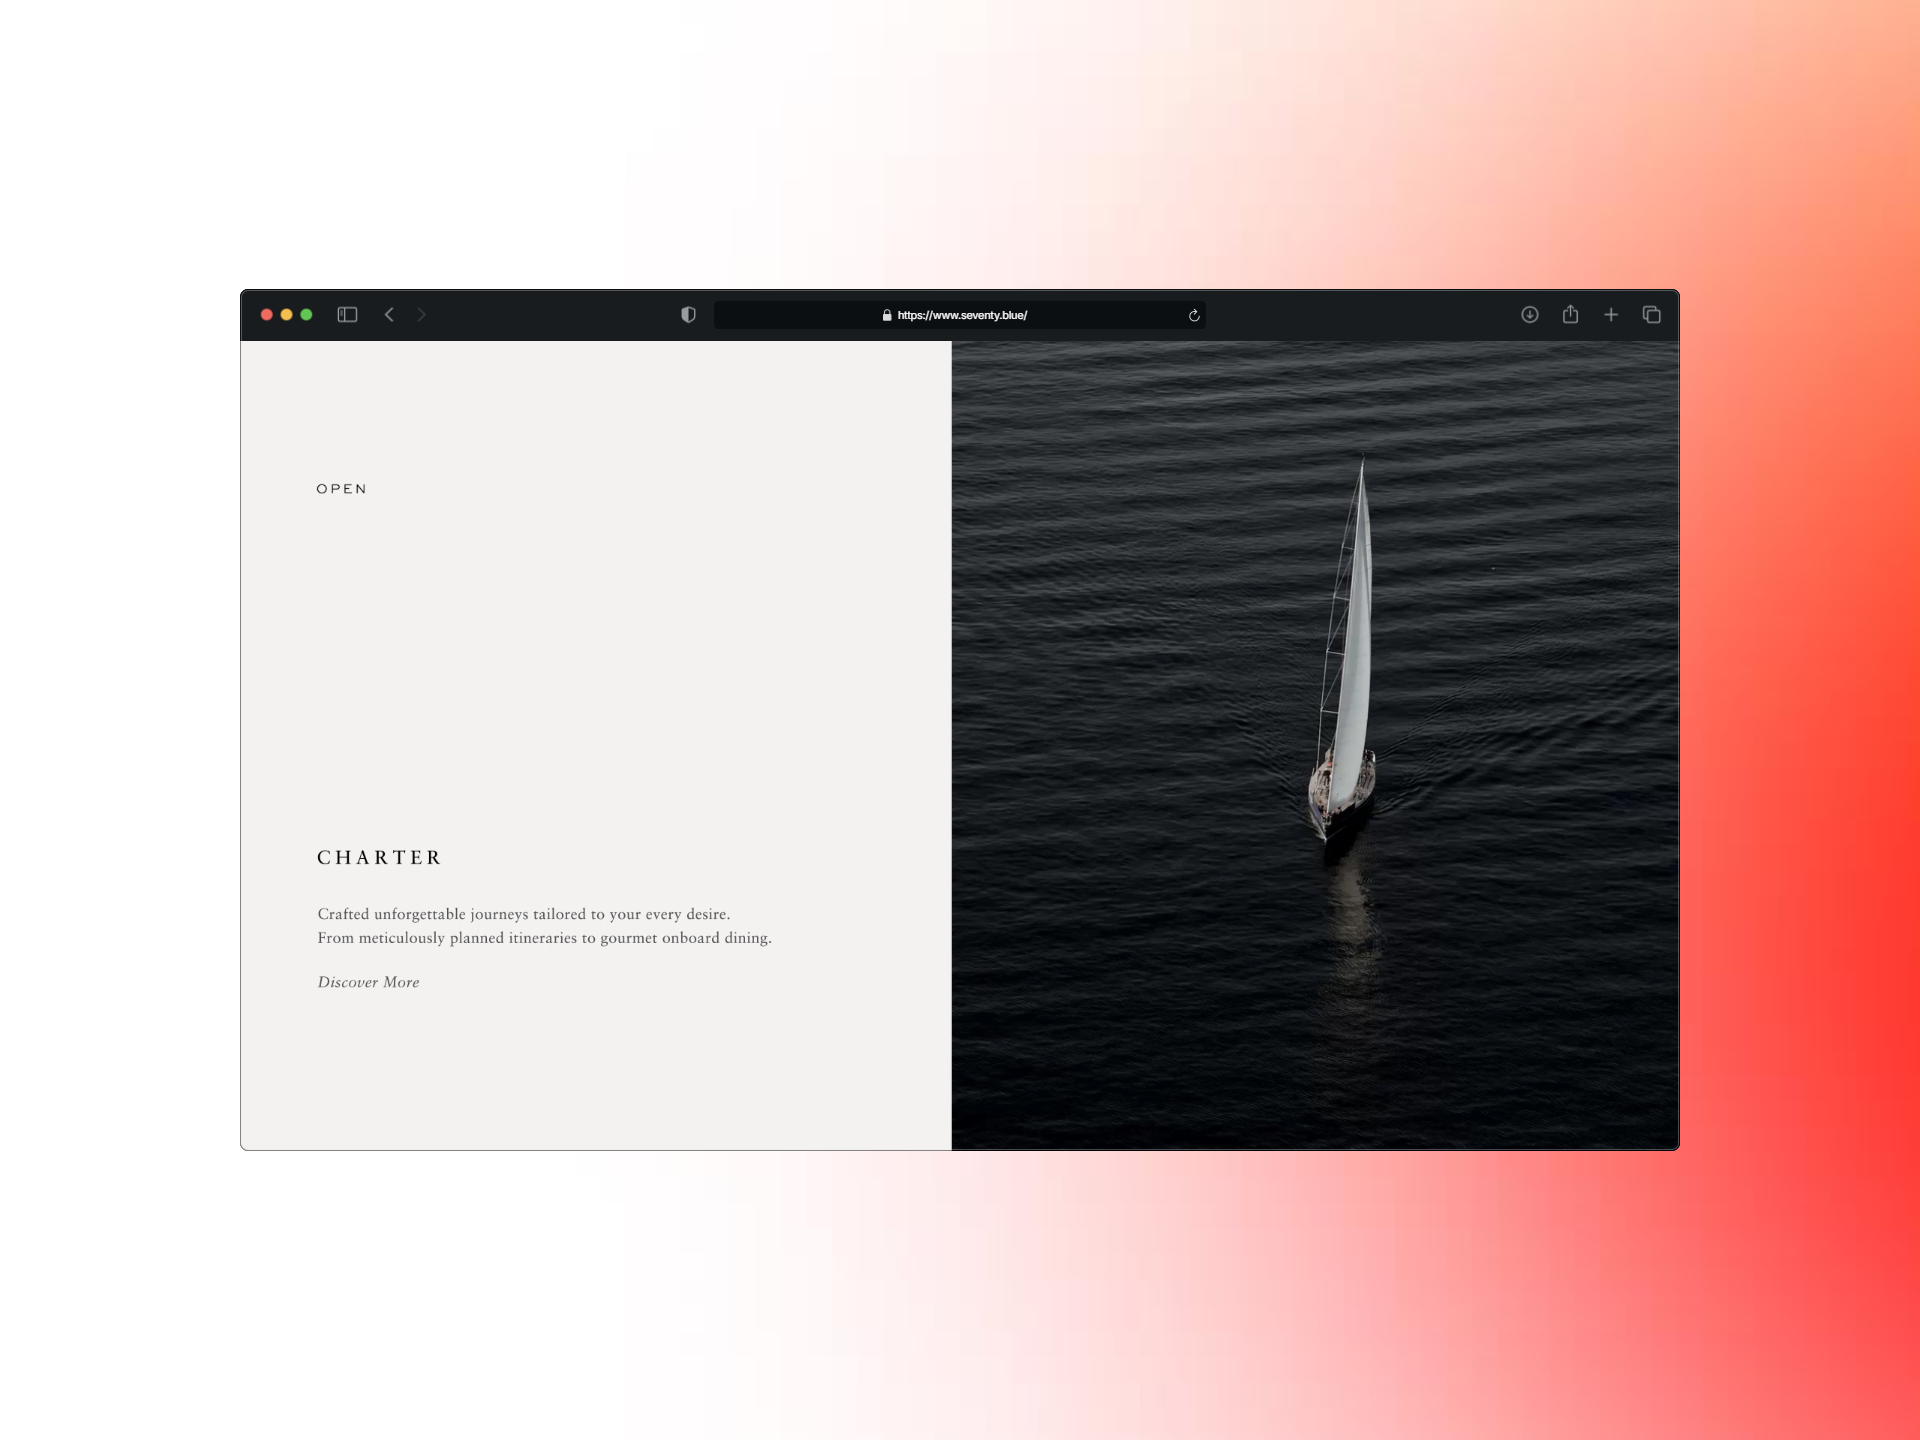 https://www.seventy.blue/
OPEN
CHARTER
Crafted unforgettable journeys tailored to your every desire.
From meticulously planned itineraries to gourmet onboard dining.
Discover More